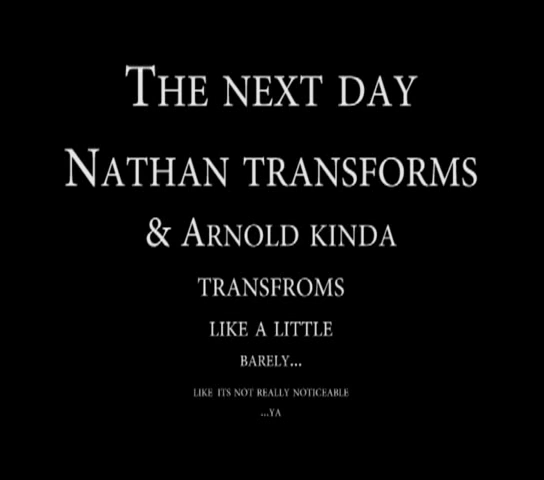 The next day
Nathan transforms
& Arnold kinda
transfroms
like a little
barely...
like its not really noticeable
...ya